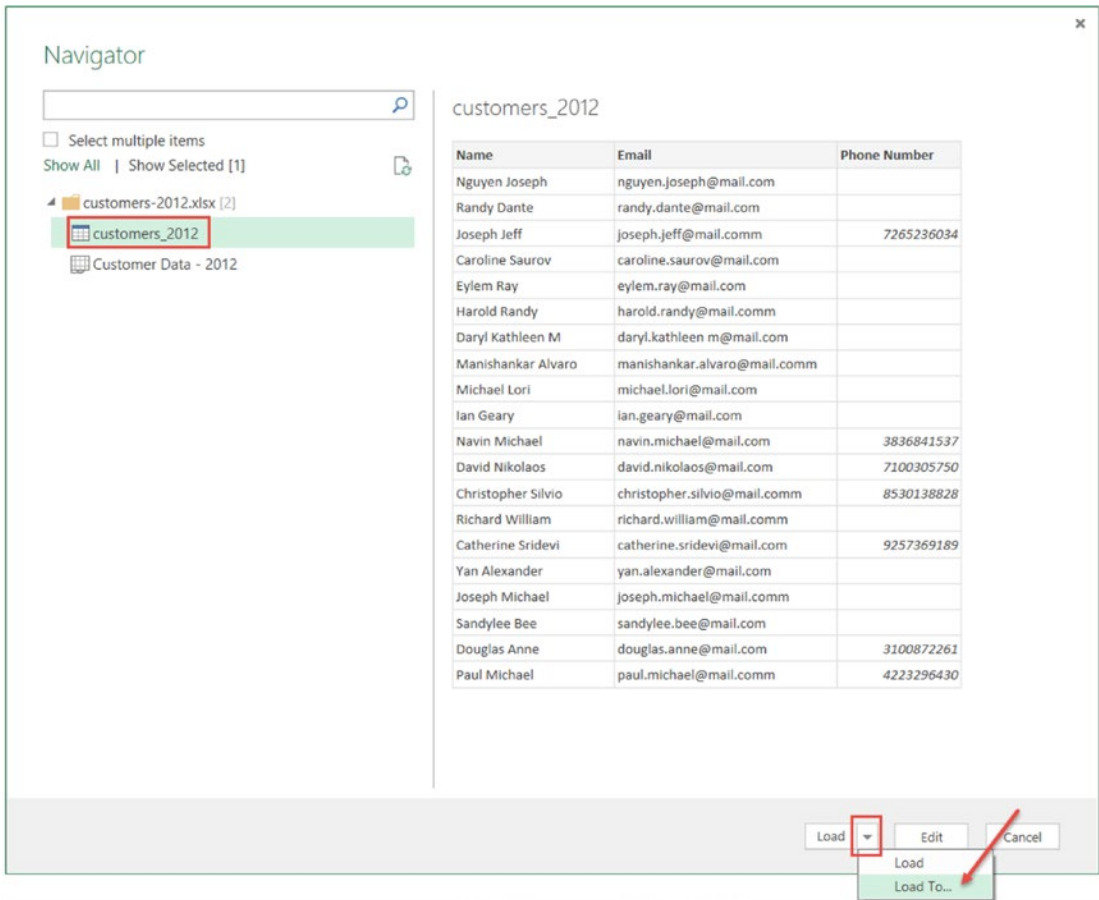 Navigator
Select multiple items
Show All | Show Selected [1]
customers-2012.xlsx [2]
customers_2012
Customer Data - 2012
customers_2012
Name Email Phone Number
Nguyen Joseph nguyen.joseph@mail.com
Randy Dante randy.dante@mail.com
Joseph Jeff joseph.jeff@mail.comm 7265236034
Caroline Saurov caroline.saurov@mail.com
Eylem Ray eylem.ray@mail.com
Harold Randy harold.randy@mail.comm
Daryl Kathleen M daryl.kathleen m@mail.com
Manishankar Alvaro manishankar.alvaro@mail.comm
Michael Lori michael.lori@mail.com
Ian Geary ian.geary@mail.com
Navin Michael navin.michael@mail.com 3836841537
David Nikolaos david.nikolaos@mail.com 7100305750
Christopher Silvio christopher.silvio@mail.comm 8530138828
Richard William richard.william@mail.comm
Catherine Sridevi catherine.sridevi@mail.com 9257369189
Yan Alexander yan.alexander@mail.com
Joseph Michael joseph.michael@mail.comm
Sandylee Bee sandylee.bee@mail.com
Douglas Anne douglas.anne@mail.com 3100872261
Paul Michael paul.michael@mail.comm 4223296430
Load Edit Cancel
Load
Load To...